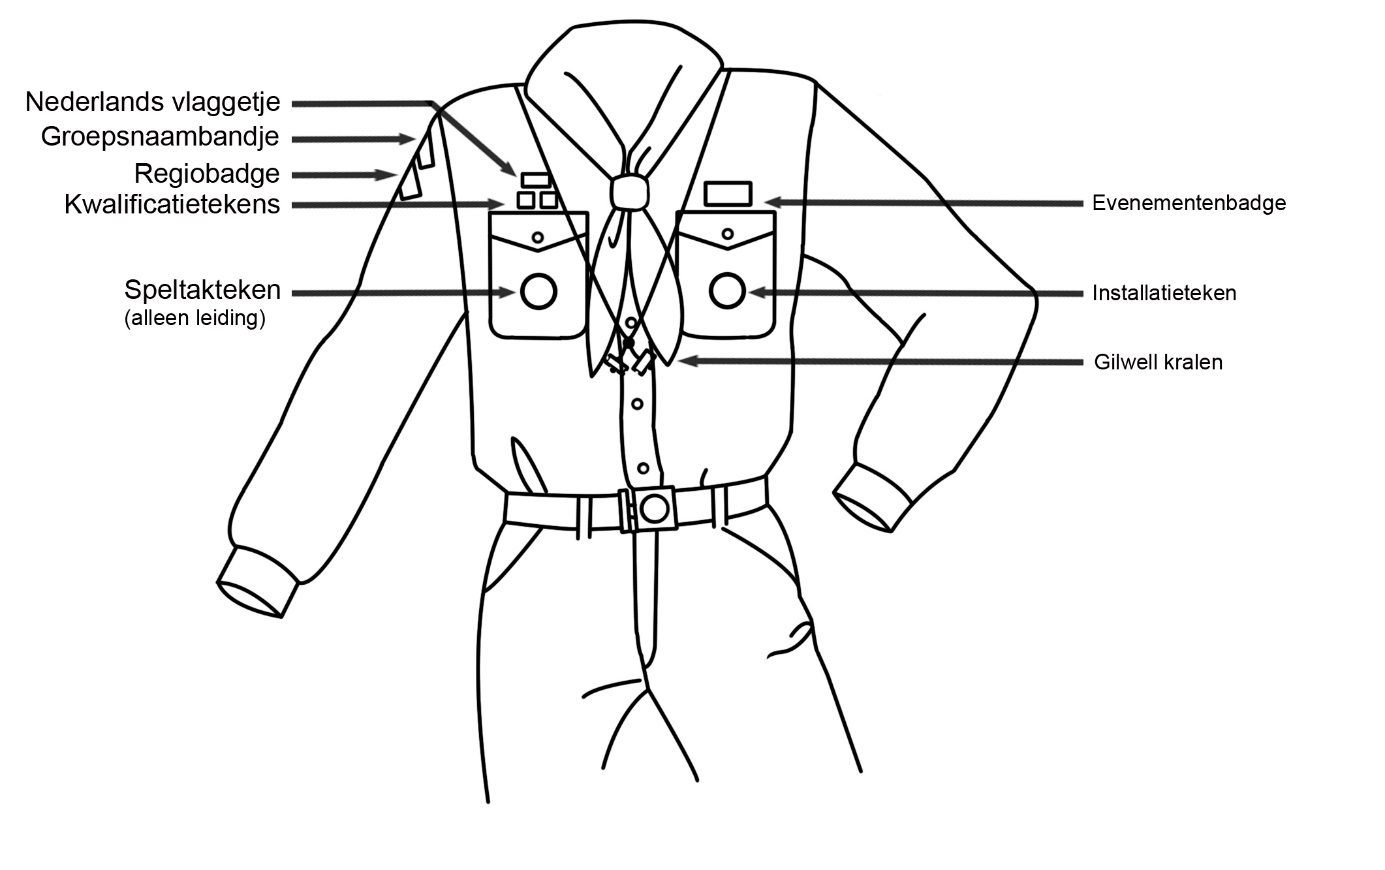 Nederlands vlaggetje
Groepsnaambandje
Regiobadge
Kwalificatietekens
Speltakteken
(alleen leiding)
Evenementenbadge
Installatieteken
Gilwell kralen